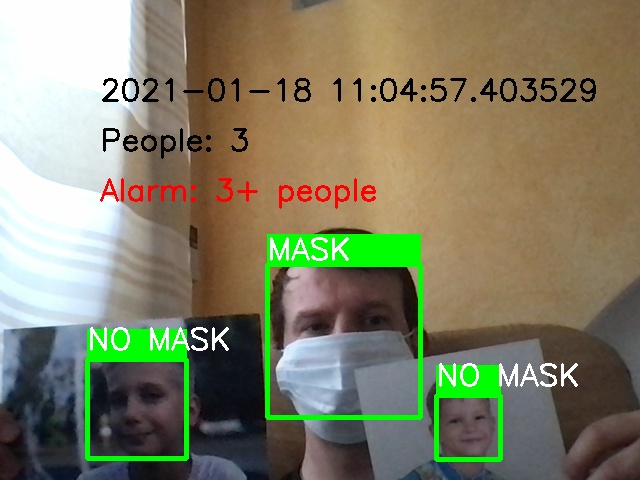 2021-01-18 11:04:57.403529
People: 3
Alarm: 3+ people
MASK
NO MASK
NO MASK